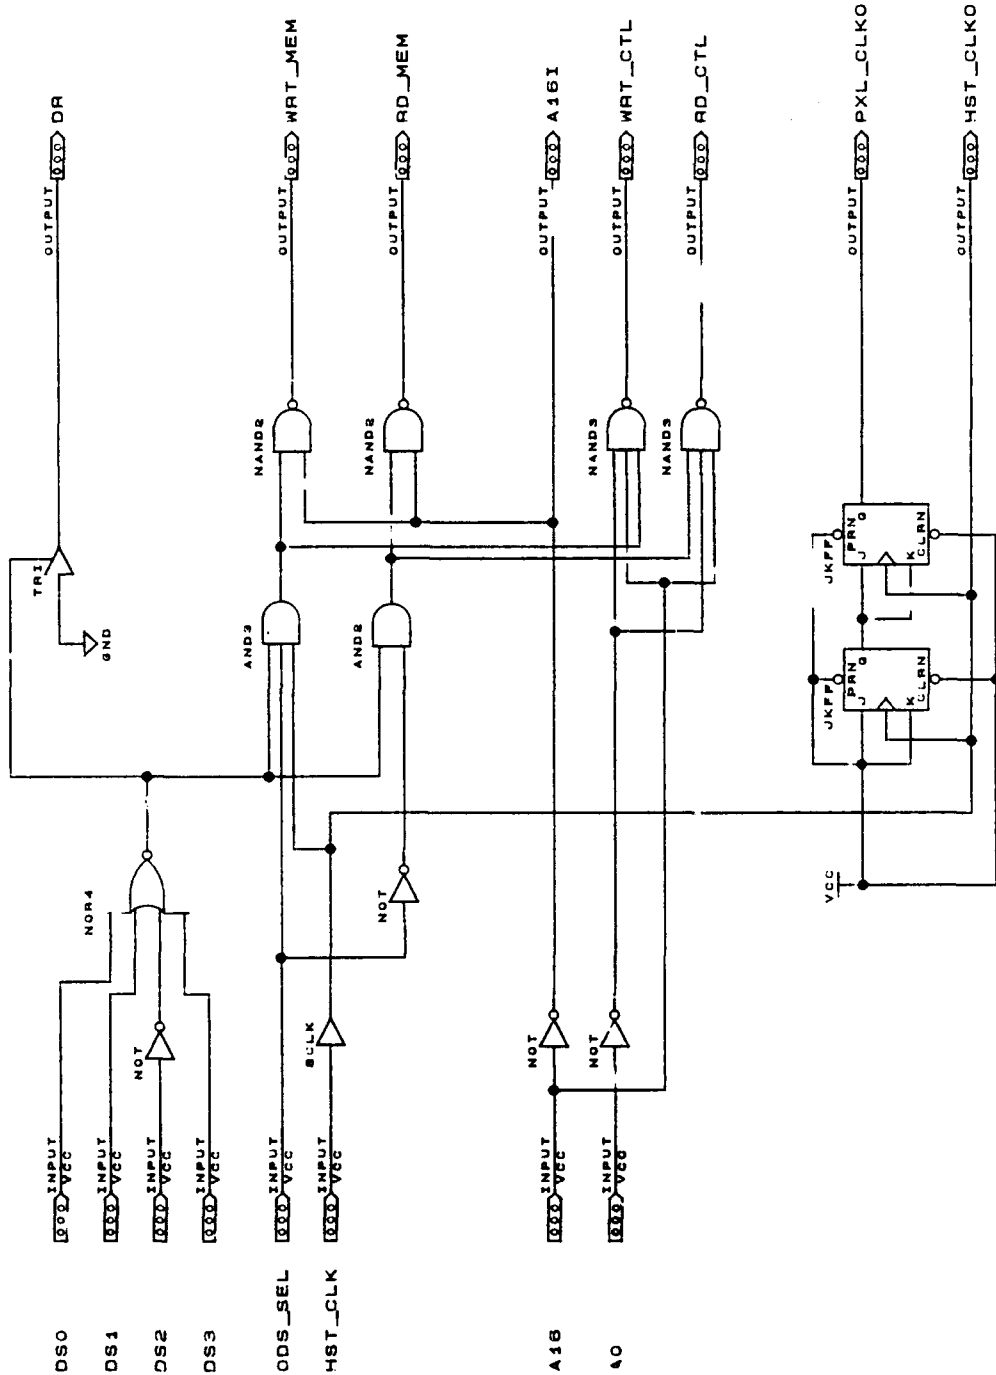 DS0 INPUT VCC
DS1 INPUT VCC
DS2 INPUT VCC
DS3 INPUT VCC
NOT
NOR4
TRI
GND
OUTPUT DR
ODS_SEL INPUT VCC
HST_CLK INPUT VCC
SCLK
NOT
AND3
AND2
NAND2
NAND2
OUTPUT WRT_MEM
OUTPUT RD_MEM
A16 INPUT VCC
A0 INPUT VCC
NOT
NOT
NAND3
NAND3
OUTPUT A16I
OUTPUT WRT_CTL
OUTPUT RD_CTL
VCC
JKFF
PRN
J Q
K
CLRN
JKFF
PRN
J Q
K
CLRN
OUTPUT PXL_CLKO
OUTPUT HST_CLKO